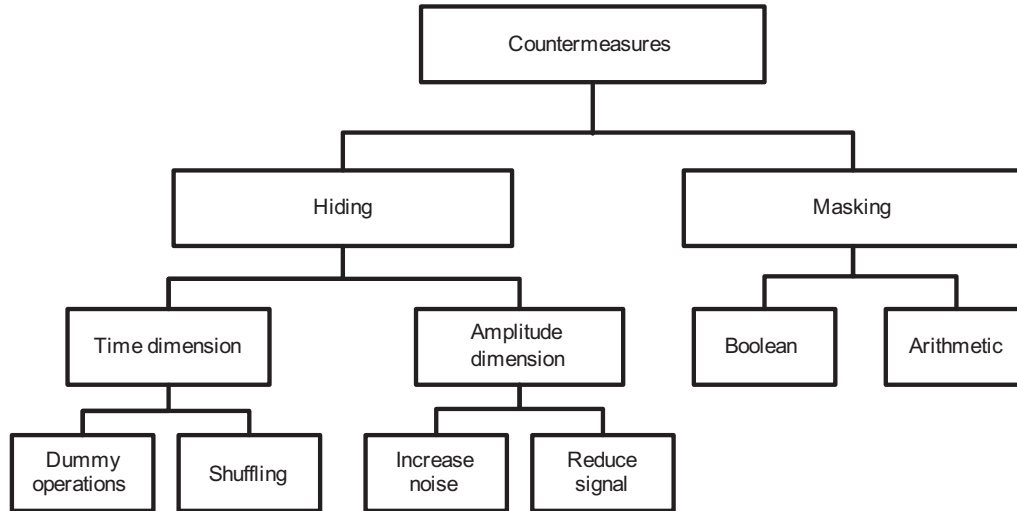 Countermeasures
Hiding
Masking
Time dimension
Amplitude
dimension
Boolean
Arithmetic
Dummy
operations
Shuffling
Increase
noise
Reduce
signal